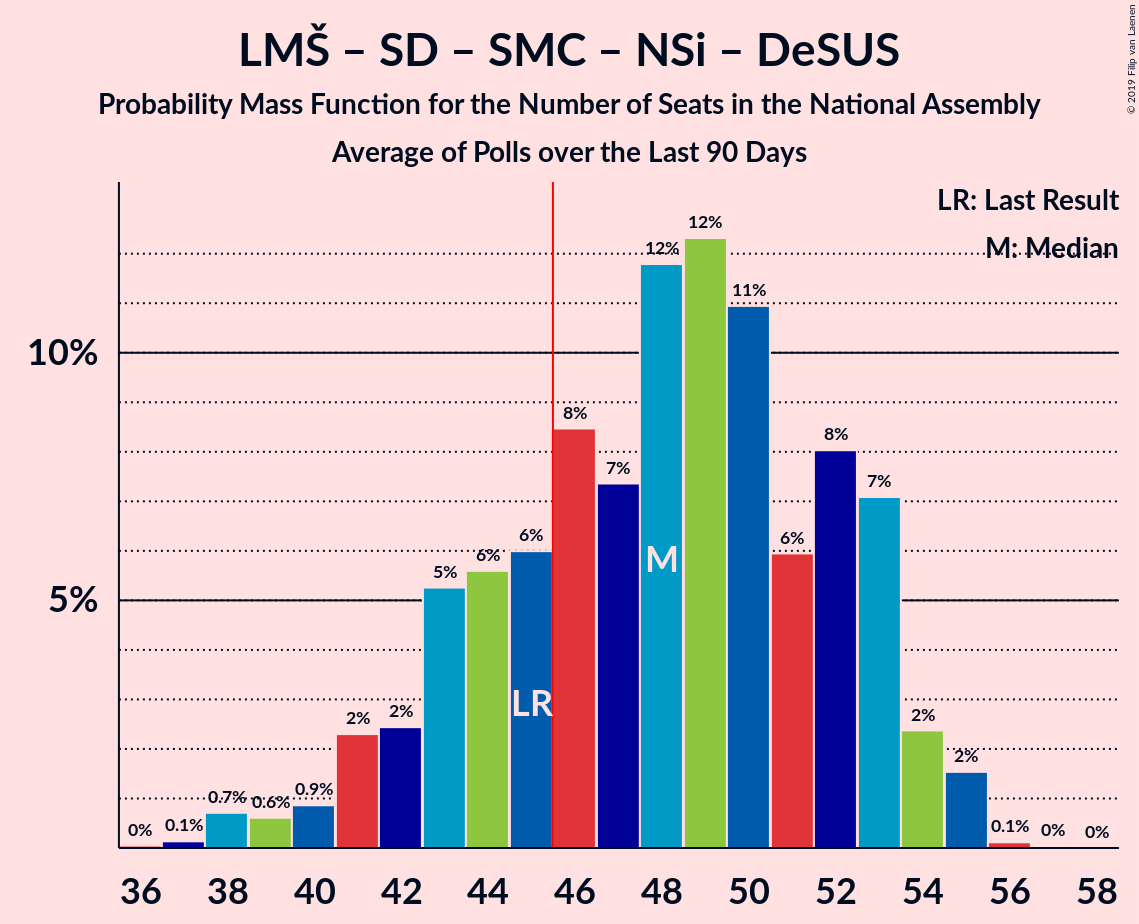 LMŠ – SD – SMC – NSi – DeSUS
Probability Mass Function for the Number of Seats in the National Assembly
Average of Polls over the Last 90 Days
© 2019 Filip van Laenen
LR: Last Result
M: Median
10%
5%
0%
0.1%
0.7%
0.6%
0.9%
2%
2%
5%
6%
6%
8%
7%
12%
12%
11%
6%
8%
7%
2%
2%
0.1%
0%
0%
LR
M
36 38 40 42 44 46 48 50 52 54 56 58